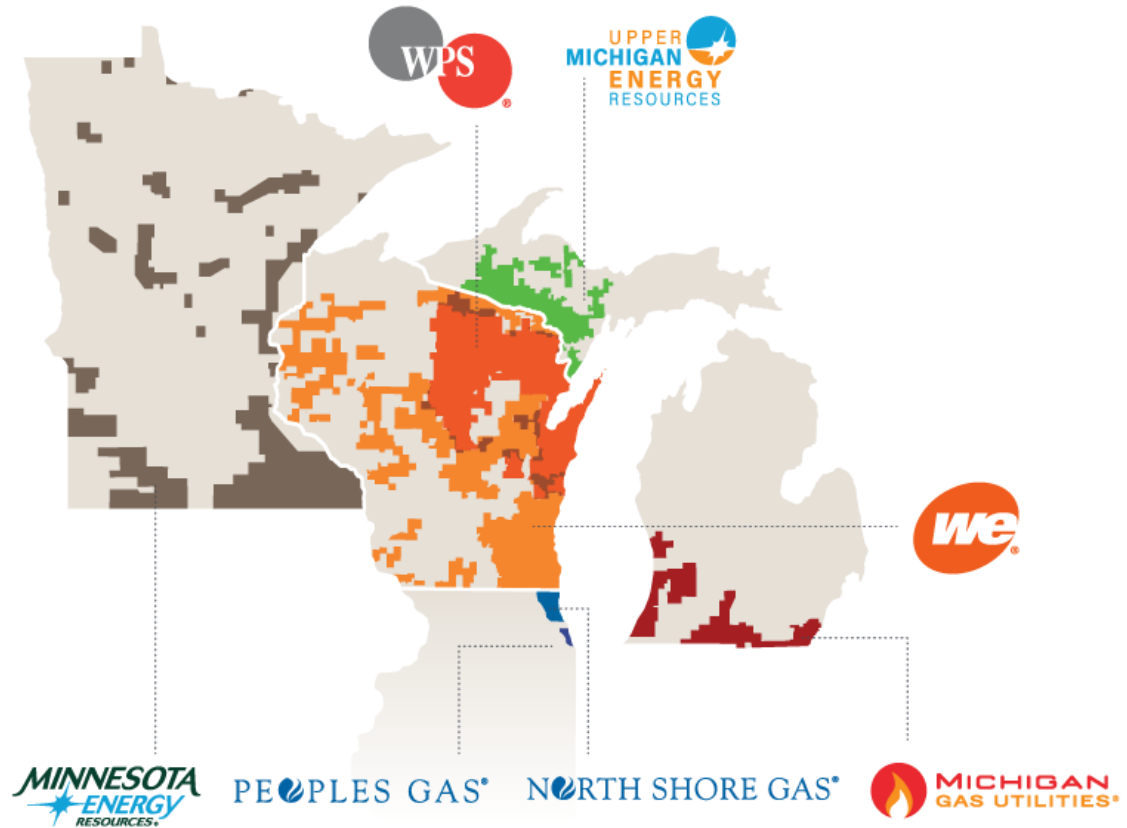 WPS®
UPPER
MICHIGAN
ENERGY
RESOURCES
we®
MINNESOTA
ENERGY
RESOURCES®
PEOPLES GAS®
NORTH SHORE GAS®
MICHIGAN
GAS UTILITIES®